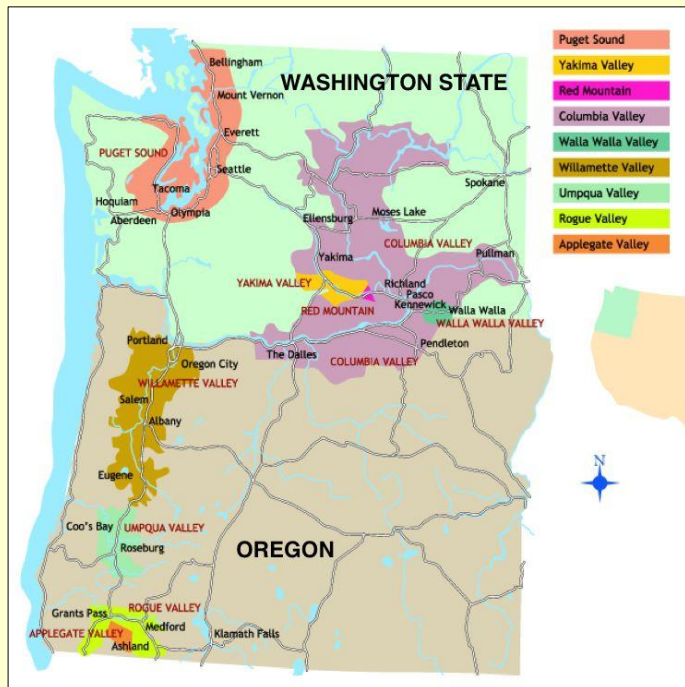 Puget Sound
Yakima Valley
Red Mountain
Columbia Valley
Walla Walla Valley
Willamette Valley
Umpqua Valley
Rogue Valley
Applegate Valley
WASHINGTON STATE
Bellingham
Mount Vernon
Everett
PUGET SOUND
Seattle
Tacoma
Spokane
Hoquiam
Aberdeen
Olympia
Ellensburg
Moses Lake
COLUMBIA VALLEY
Yakima
Pullman
YAKIMA VALLEY
Richland
Pasco
Kennewick
RED MOUNTAIN
Walla Walla
WALLA WALLA VALLEY
Portland
Oregon City
The Dalles
Pendleton
COLUMBIA VALLEY
WILLAMETTE VALLEY
Salem
Albany
Eugene
N
Coo's Bay
UMPQUA VALLEY
Roseburg
OREGON
Grants Pass
ROGUE VALLEY
Medford
APPLEGATE VALLEY
Ashland
Klamath Falls